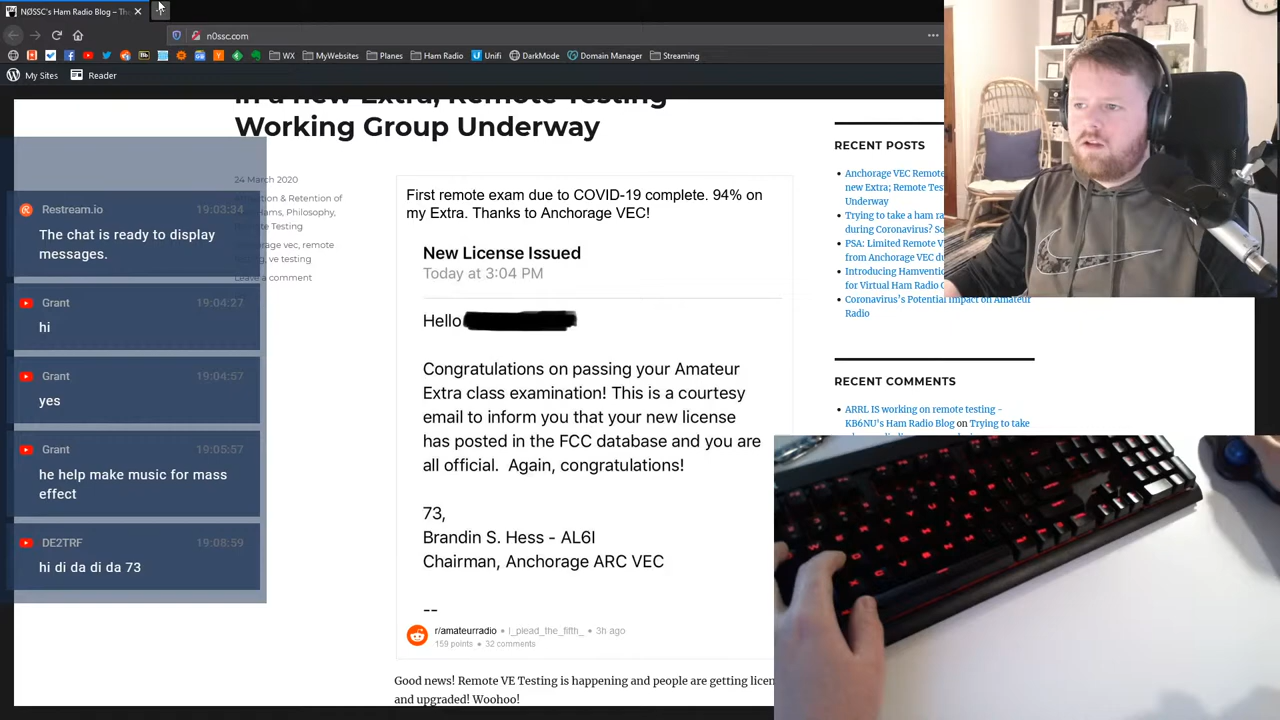 NØSSC's Ham Radio Blog – Th
n0ssc.com
WX
MyWebsites
Planes
Ham Radio
Unifi
DarkMode
Domain Manager
Streaming
My Sites
Reader
in a new Extra, Remote Testing
Working Group Underway
24 March 2020
ction & Retention of
Hams, Philosophy,
rage vec, remote
ng, ve testing
Leave a comment
Restream.io 19:03:34
The chat is ready to display
messages.
Grant 19:04:27
hi
Grant 19:04:57
yes
Grant 19:05:57
he help make music for mass
effect
DE2TRF 19:08:59
hi di da di da 73
First remote exam due to COVID-19 complete. 94% on
my Extra. Thanks to Anchorage VEC!
New License Issued
Today at 3:04 PM
Hello
Congratulations on passing your Amateur
Extra class examination! This is a courtesy
email to inform you that your new license
has posted in the FCC database and you are
all official. Again, congratulations!
73,
Brandin S. Hess - AL6I
Chairman, Anchorage ARC VEC
--
r/amateurradio • i_plead_the_fifth_ • 3h ago
159 points • 32 comments
Good news! Remote VE Testing is happening and people are getting licen
and upgraded! Woohoo!
RECENT POSTS
Anchorage VEC Remote
new Extra; Remote Tes
Underway
Trying to take a ham ra
during Coronavirus? So
PSA: Limited Remote V
from Anchorage VEC du
Introducing Hamventio
for Virtual Ham Radio C
Coronavirus's Potential Impact on Amateur
Radio
RECENT COMMENTS
ARRL IS working on remote testing -
KB6NU's Ham Radio Blog on Trying to take